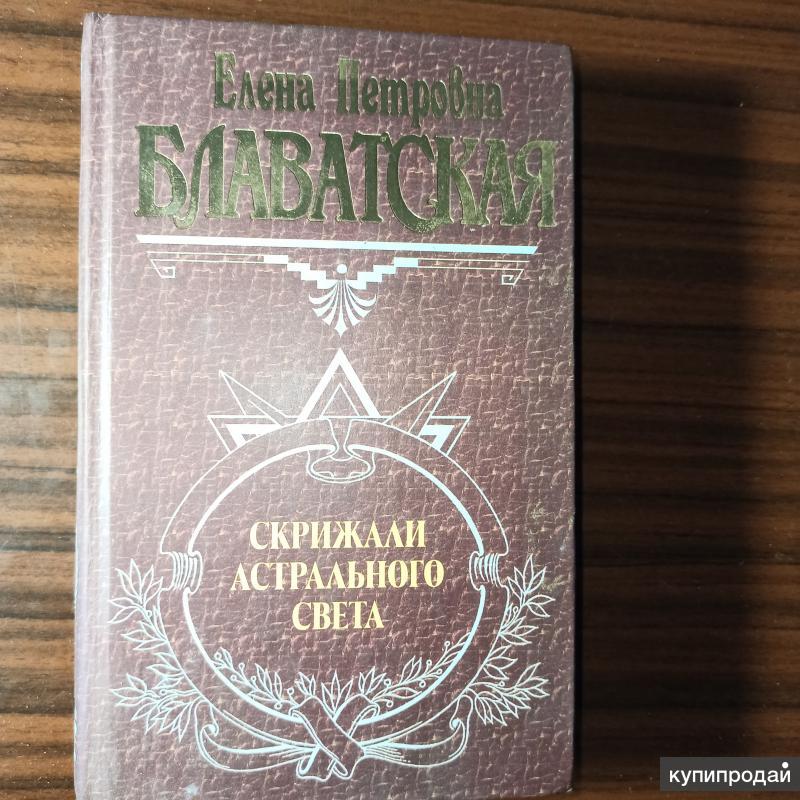 Елена Петровна
БЛАВАТСКАЯ
СКРИЖАЛИ
АСТРАЛЬНОГО
СВЕТА
купипродай